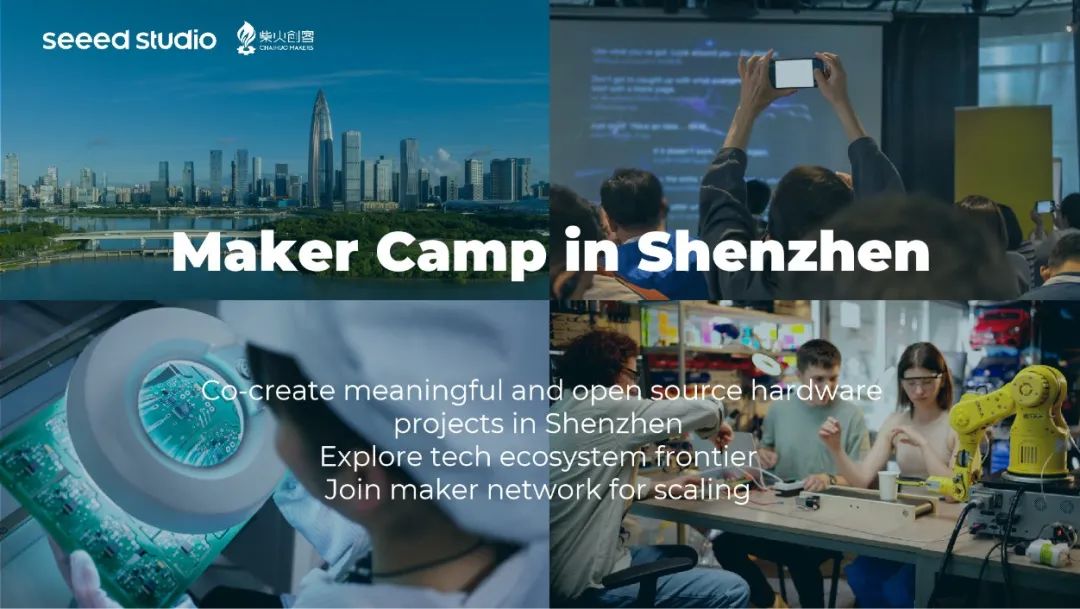 seeed studio
柴火创客
CHAIHUO MAKERS
Maker Camp in Shenzhen
Co-create meaningful and open source hardware
projects in Shenzhen
Explore tech ecosystem frontier
Join maker network for scaling